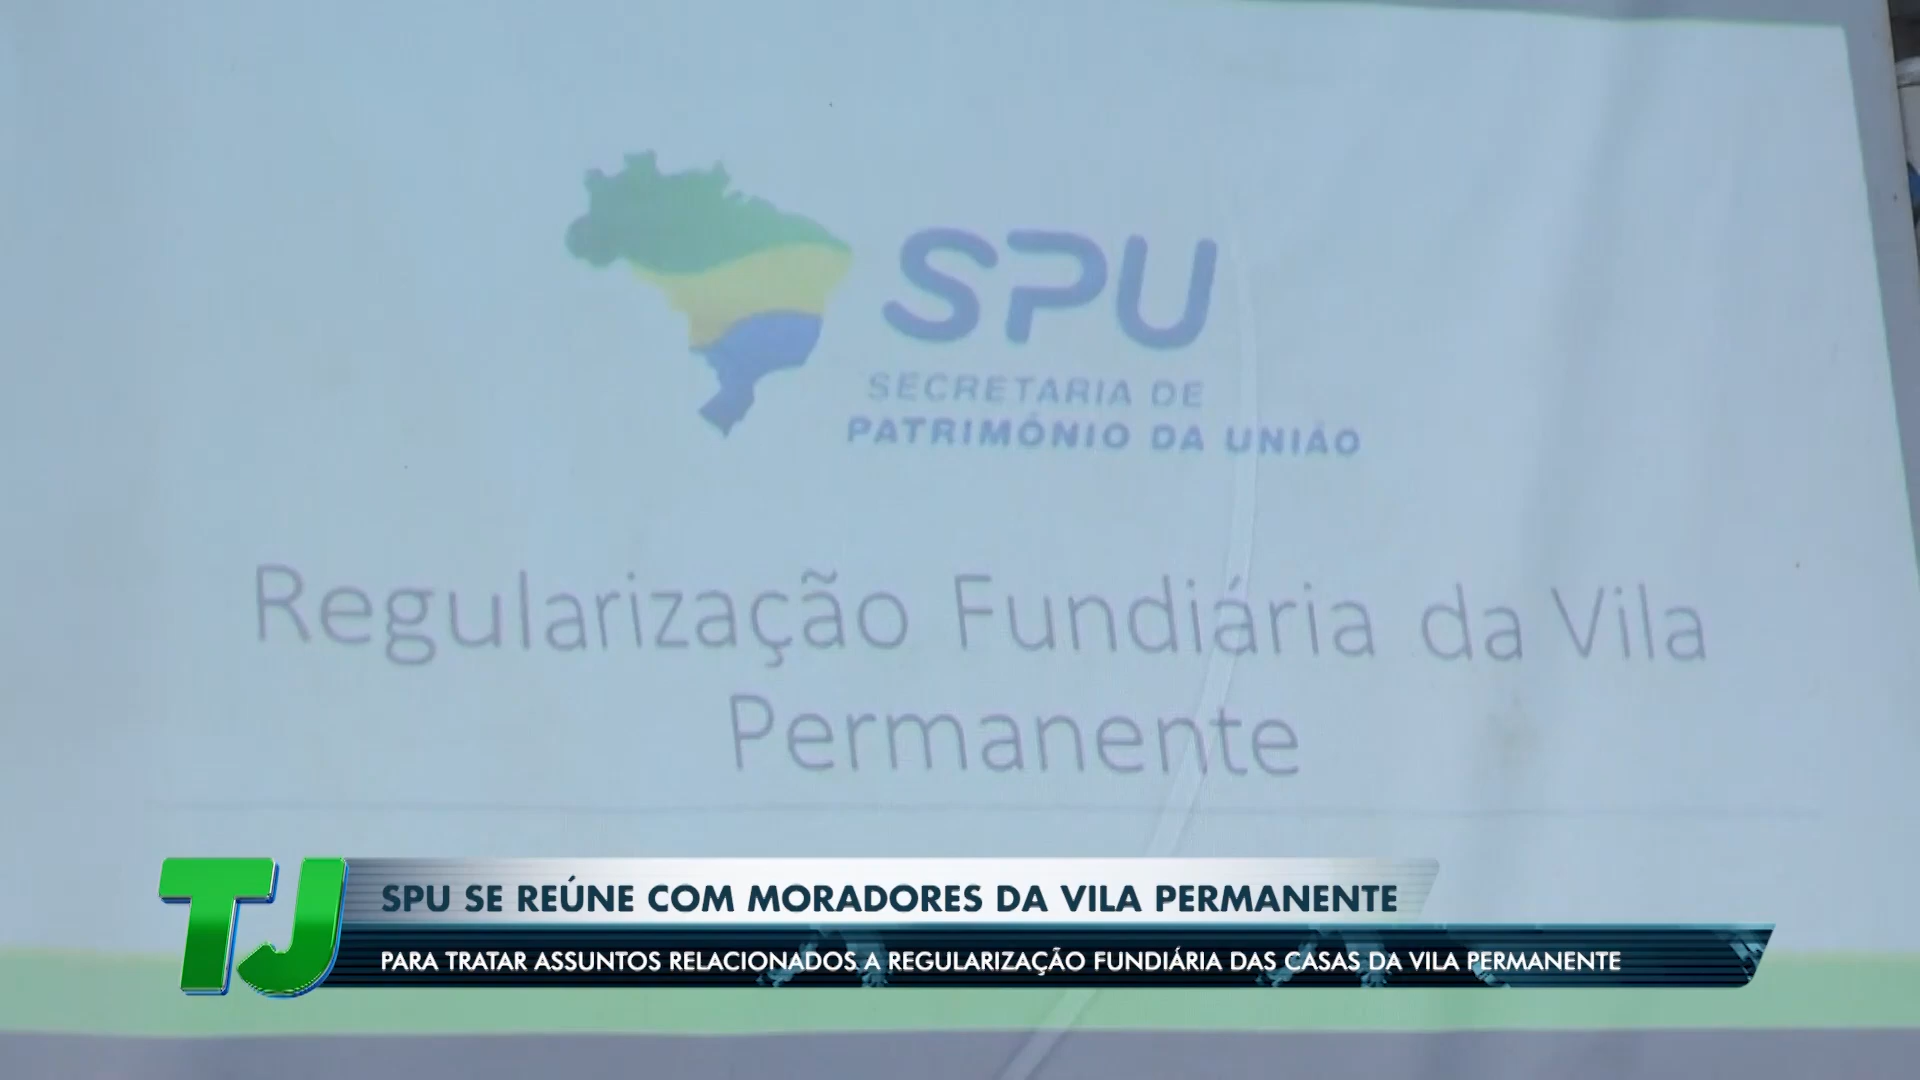 SPU
SECRETARIA DE
PATRIMÔNIO DA UNIÃO
Regularização Fundiária da Vila
Permanente
TJ
SPU SE REÚNE COM MORADORES DA VILA PERMANENTE
PARA TRATAR ASSUNTOS RELACIONADOS A REGULARIZAÇÃO FUNDIÁRIA DAS CASAS DA VILA PERMANENTE